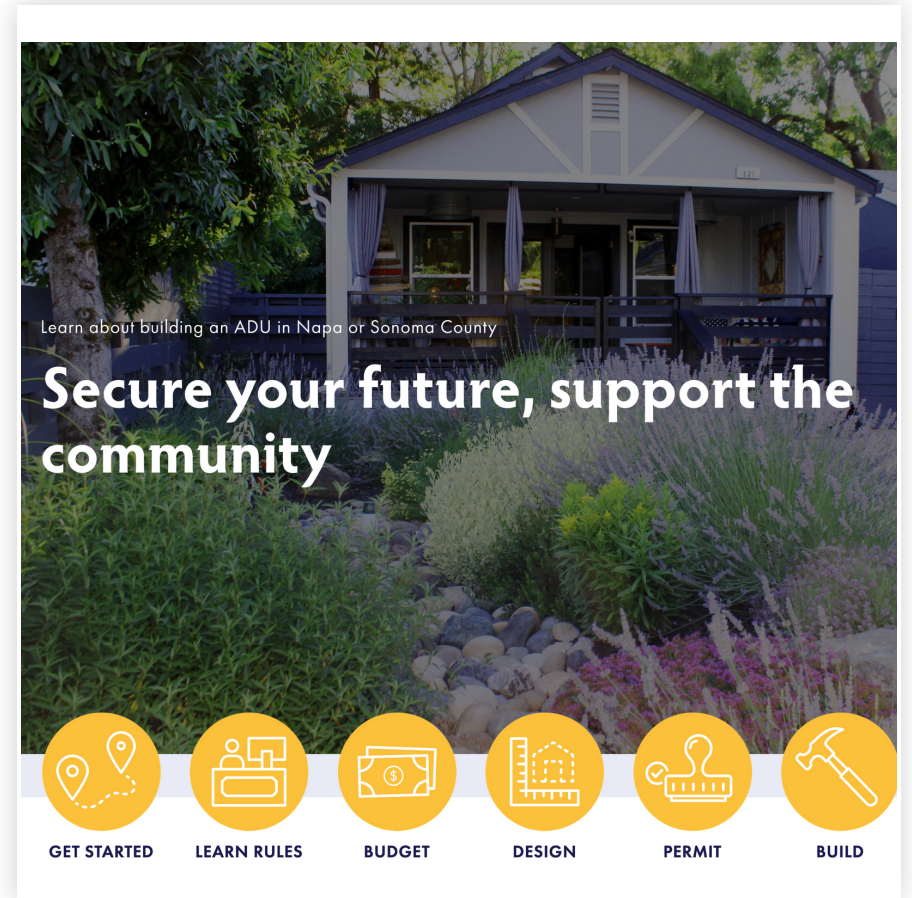 621
Learn about building an ADU in Napa or Sonoma County
Secure your future, support the
community
$
GET STARTED
LEARN RULES
BUDGET
DESIGN
PERMIT
BUILD